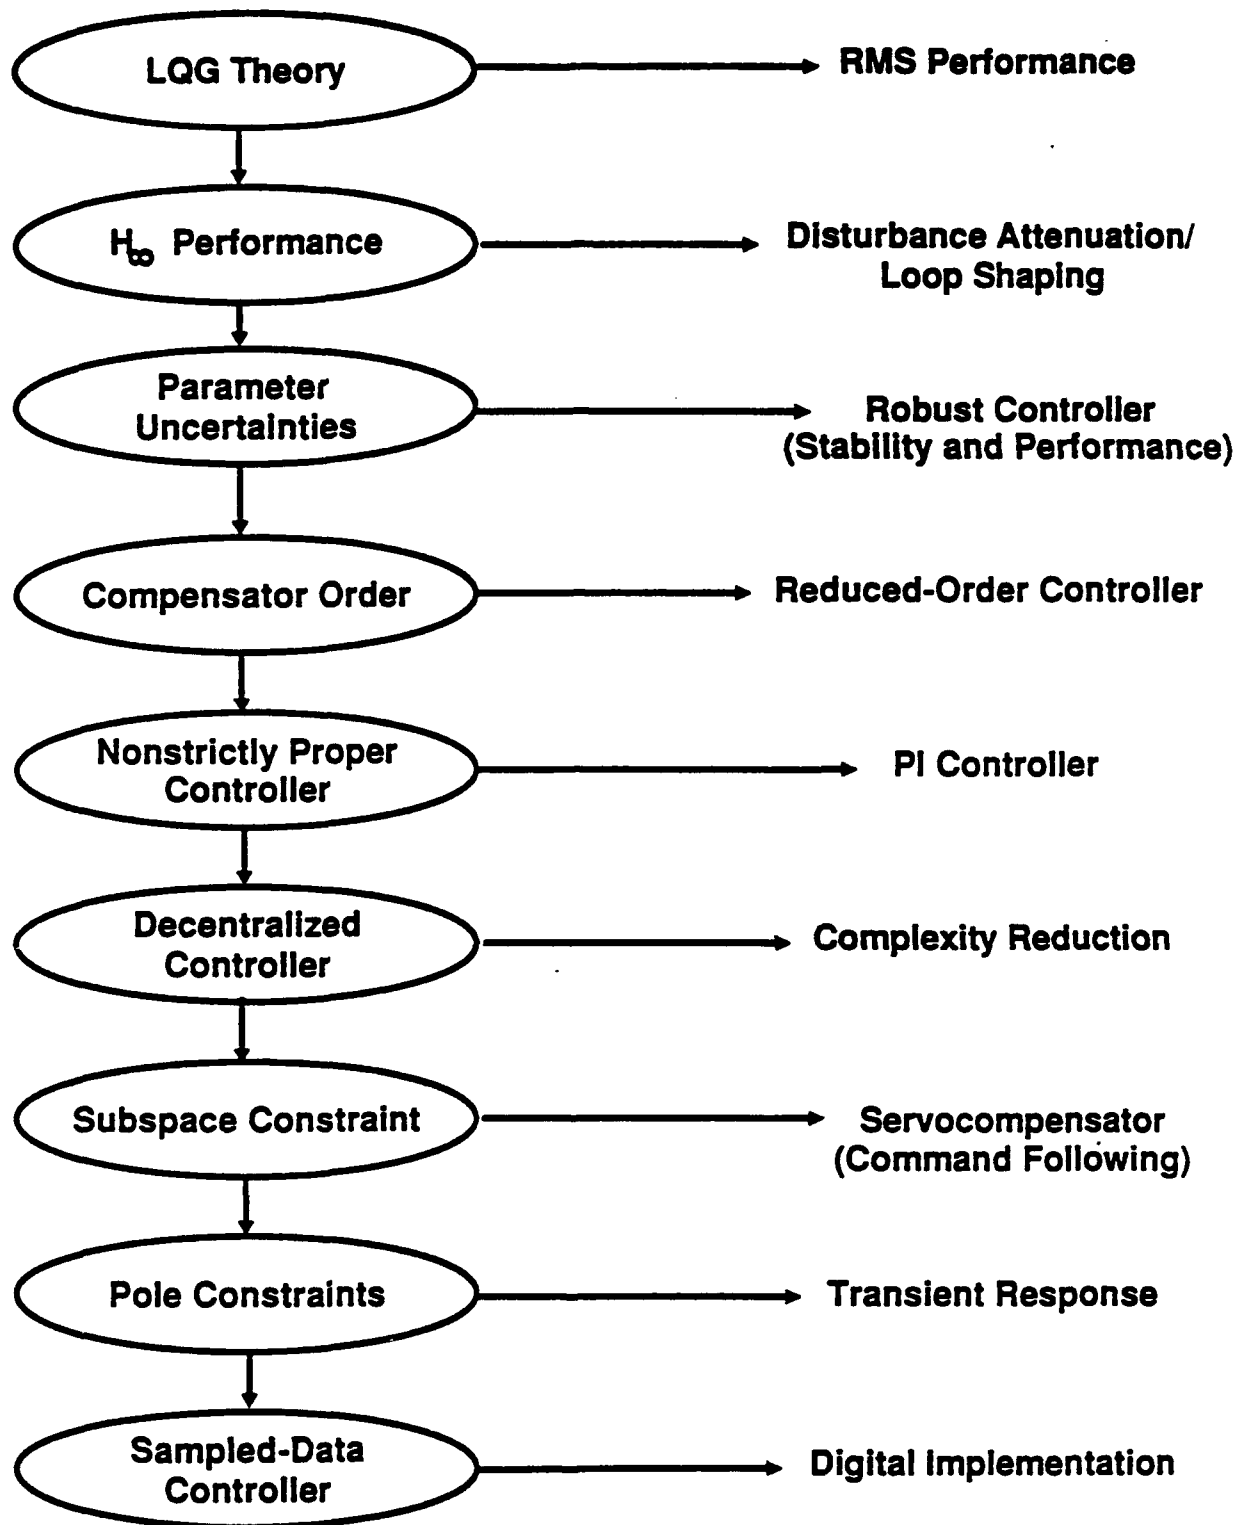 LQG Theory
RMS Performance
H∞ Performance
Disturbance Attenuation/
Loop Shaping
Parameter
Uncertainties
Robust Controller
(Stability and Performance)
Compensator Order
Reduced-Order Controller
Nonstrictly Proper
Controller
PI Controller
Decentralized
Controller
Complexity Reduction
Subspace Constraint
Servocompensator
(Command Following)
Pole Constraints
Transient Response
Sampled-Data
Controller
Digital Implementation